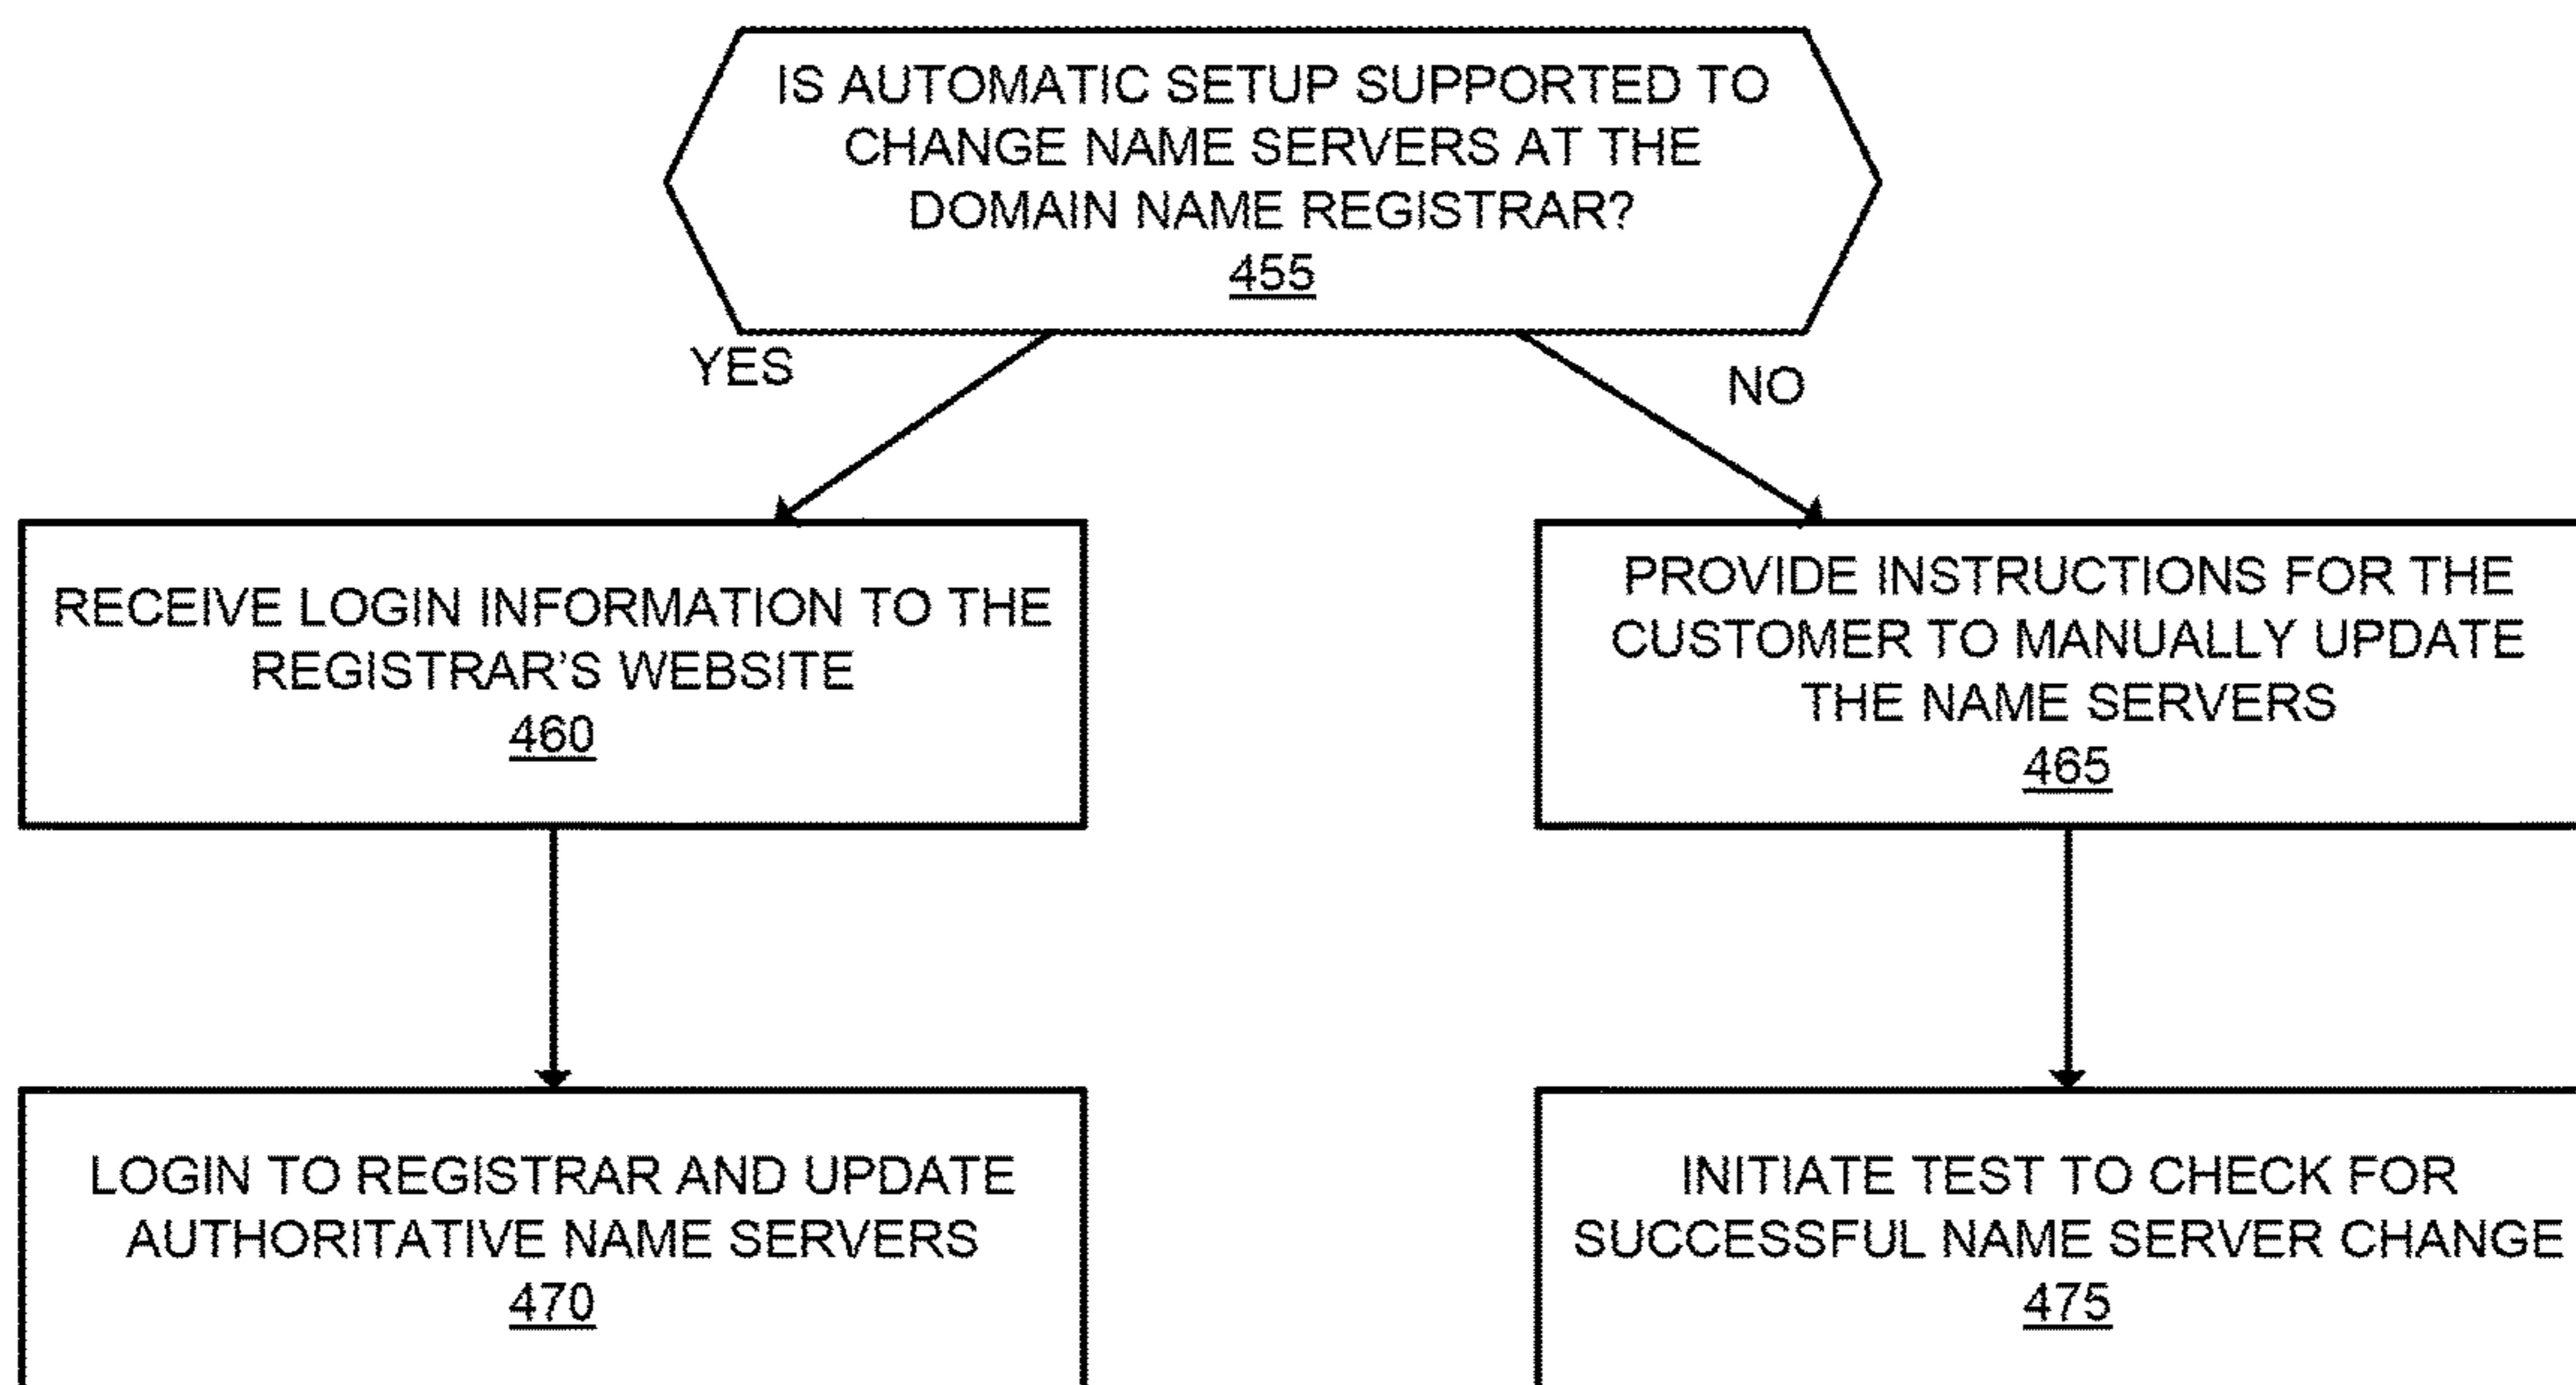 IS AUTOMATIC SETUP SUPPORTED TO
CHANGE NAME SERVERS AT THE
DOMAIN NAME REGISTRAR?
455
YES
NO
RECEIVE LOGIN INFORMATION TO THE
REGISTRAR'S WEBSITE
460
PROVIDE INSTRUCTIONS FOR THE
CUSTOMER TO MANUALLY UPDATE
THE NAME SERVERS
465
LOGIN TO REGISTRAR AND UPDATE
AUTHORITATIVE NAME SERVERS
470
INITIATE TEST TO CHECK FOR
SUCCESSFUL NAME SERVER CHANGE
475